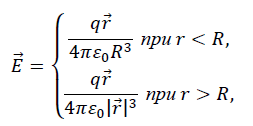 E⃗ = { qr⃗ / 4πε₀R³ при r < R,
qr⃗ / 4πε₀|r⃗|³ при r > R,